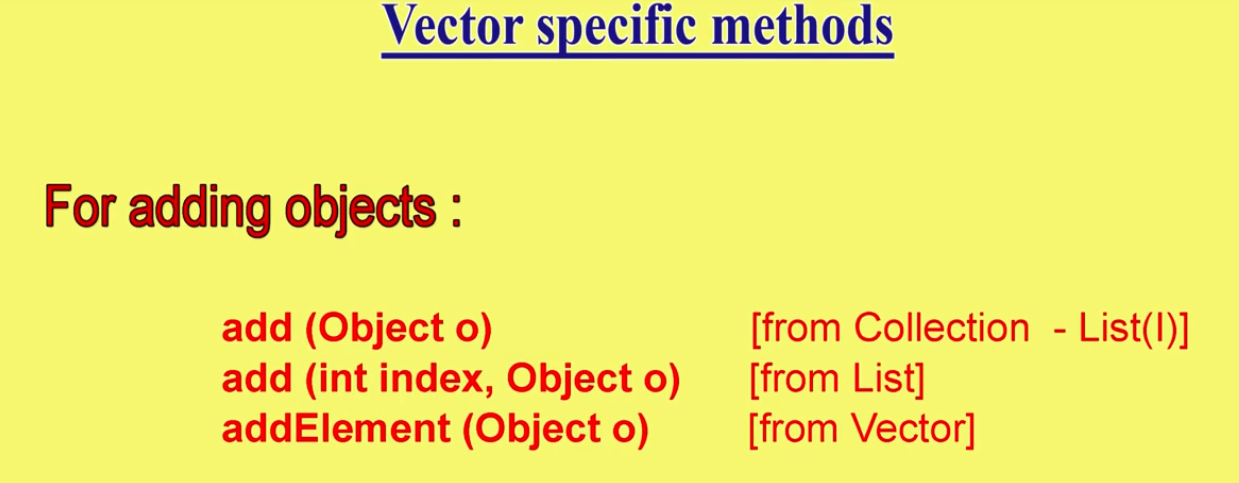 Vector specific methods
For adding objects :
add (Object o) [from Collection - List(I)]
add (int index, Object o) [from List]
addElement (Object o) [from Vector]